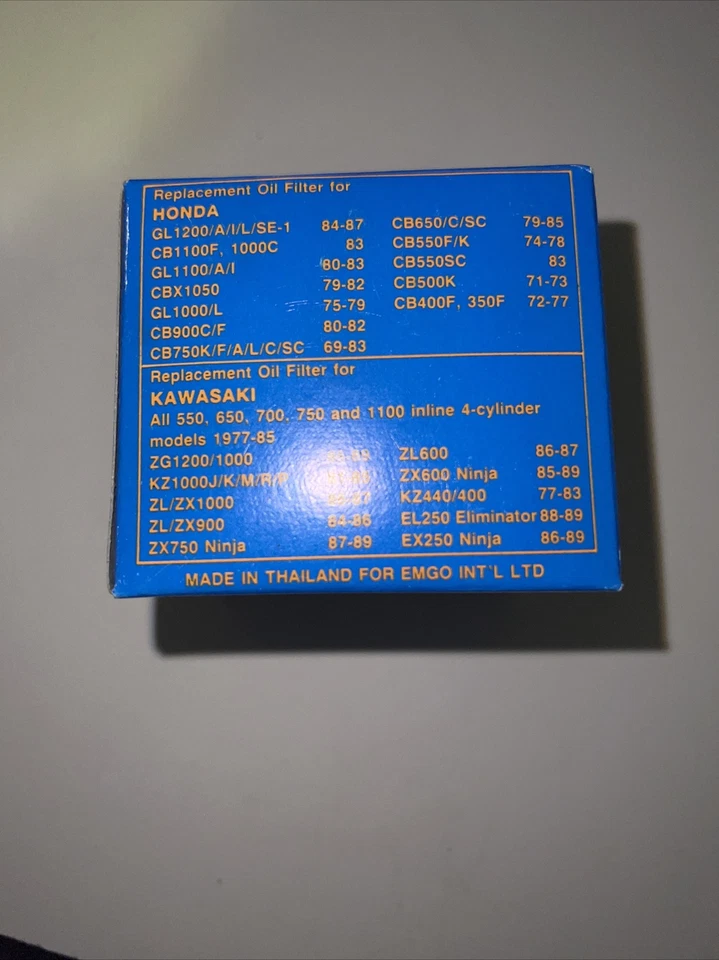 Replacement Oil Filter for
HONDA
GL1200/A/I/L/SE-1 84-87 CB650/C/SC 79-85
CB1100F, 1000C 83 CB550F/K 74-78
GL1100/A/I 80-83 CB550SC 83
CBX1050 79-82 CB500K 71-73
GL1000/L 75-79 CB400F, 350F 72-77
CB900C/F 80-82
CB750K/F/A/L/C/SC 69-83
Replacement Oil Filter for
KAWASAKI
All 550, 650, 700, 750 and 1100 inline 4-cylinder
models 1977-85
ZG1200/1000 ZL600 86-87
ZX600 Ninja 85-89
ZL/ZX1000 KZ440/400 77-83
ZL/ZX900 84-86 EL250 Eliminator 88-89
ZX750 Ninja 87-89 EX250 Ninja 86-89
MADE IN THAILAND FOR EMGO INT'L LTD